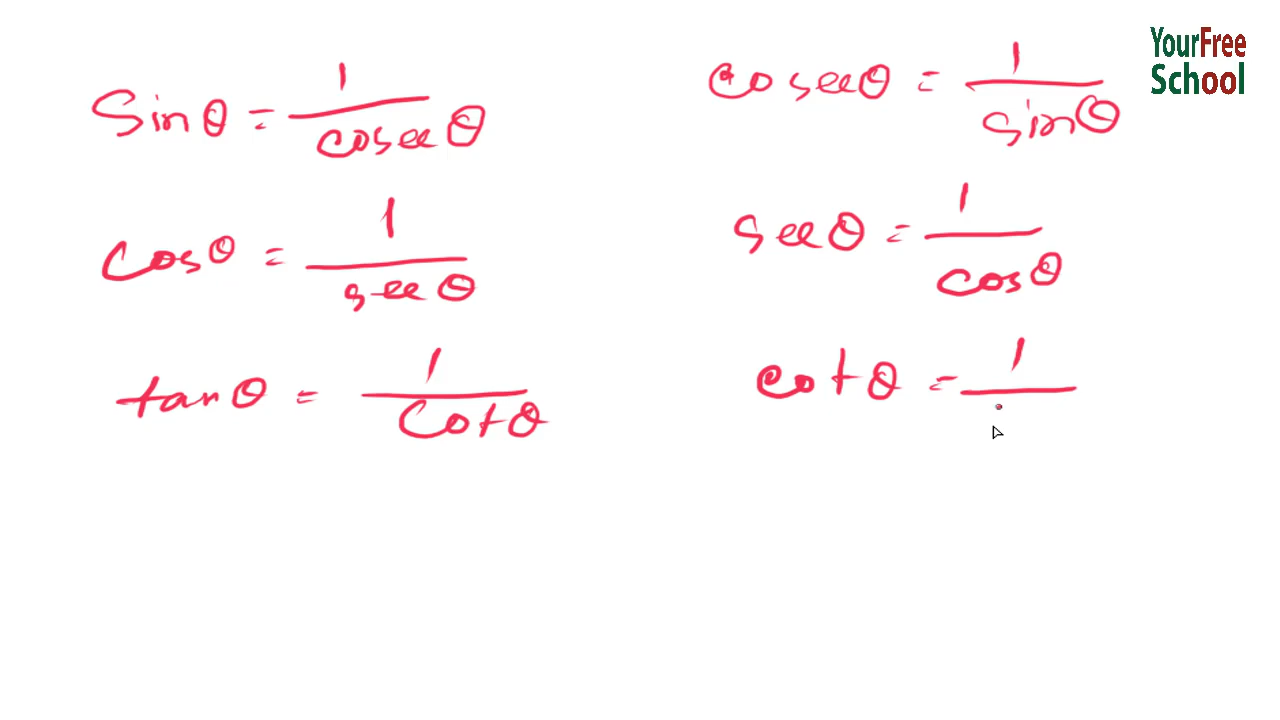 YourFree
School
Sinθ = 1/cosecθ
cosecθ = 1/sinθ
cosθ = 1/secθ
secθ = 1/cosθ
tanθ = 1/cotθ
cotθ = 1/